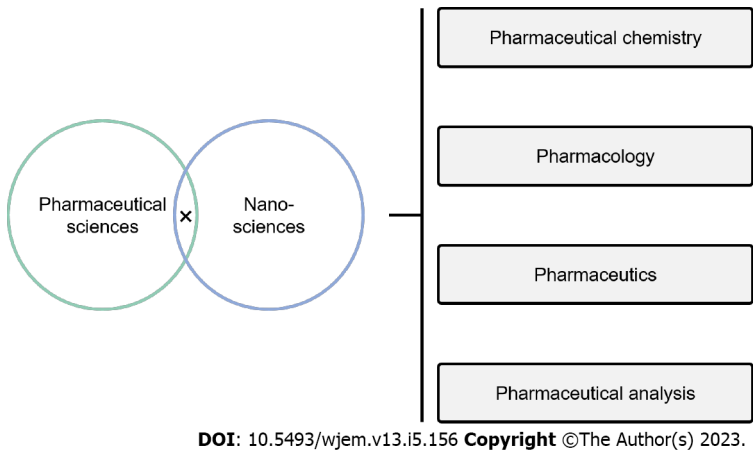 Pharmaceutical
sciences
×
Nano-
sciences
Pharmaceutical chemistry
Pharmacology
Pharmaceutics
Pharmaceutical analysis
DOI: 10.5493/wjem.v13.i5.156 Copyright ©The Author(s) 2023.